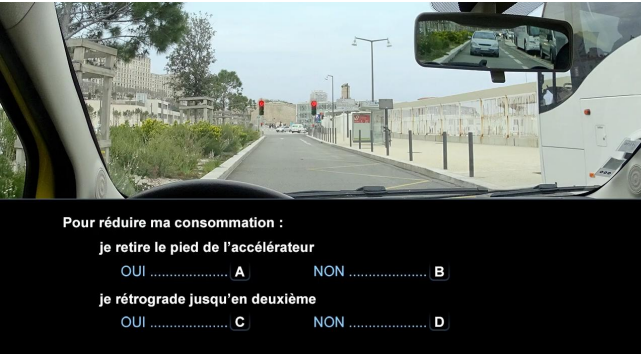 Pour réduire ma consommation :
je retire le pied de l'accélérateur
OUI ..................... A NON ..................... B
je rétrograde jusqu'en deuxième
OUI ..................... C NON ..................... D